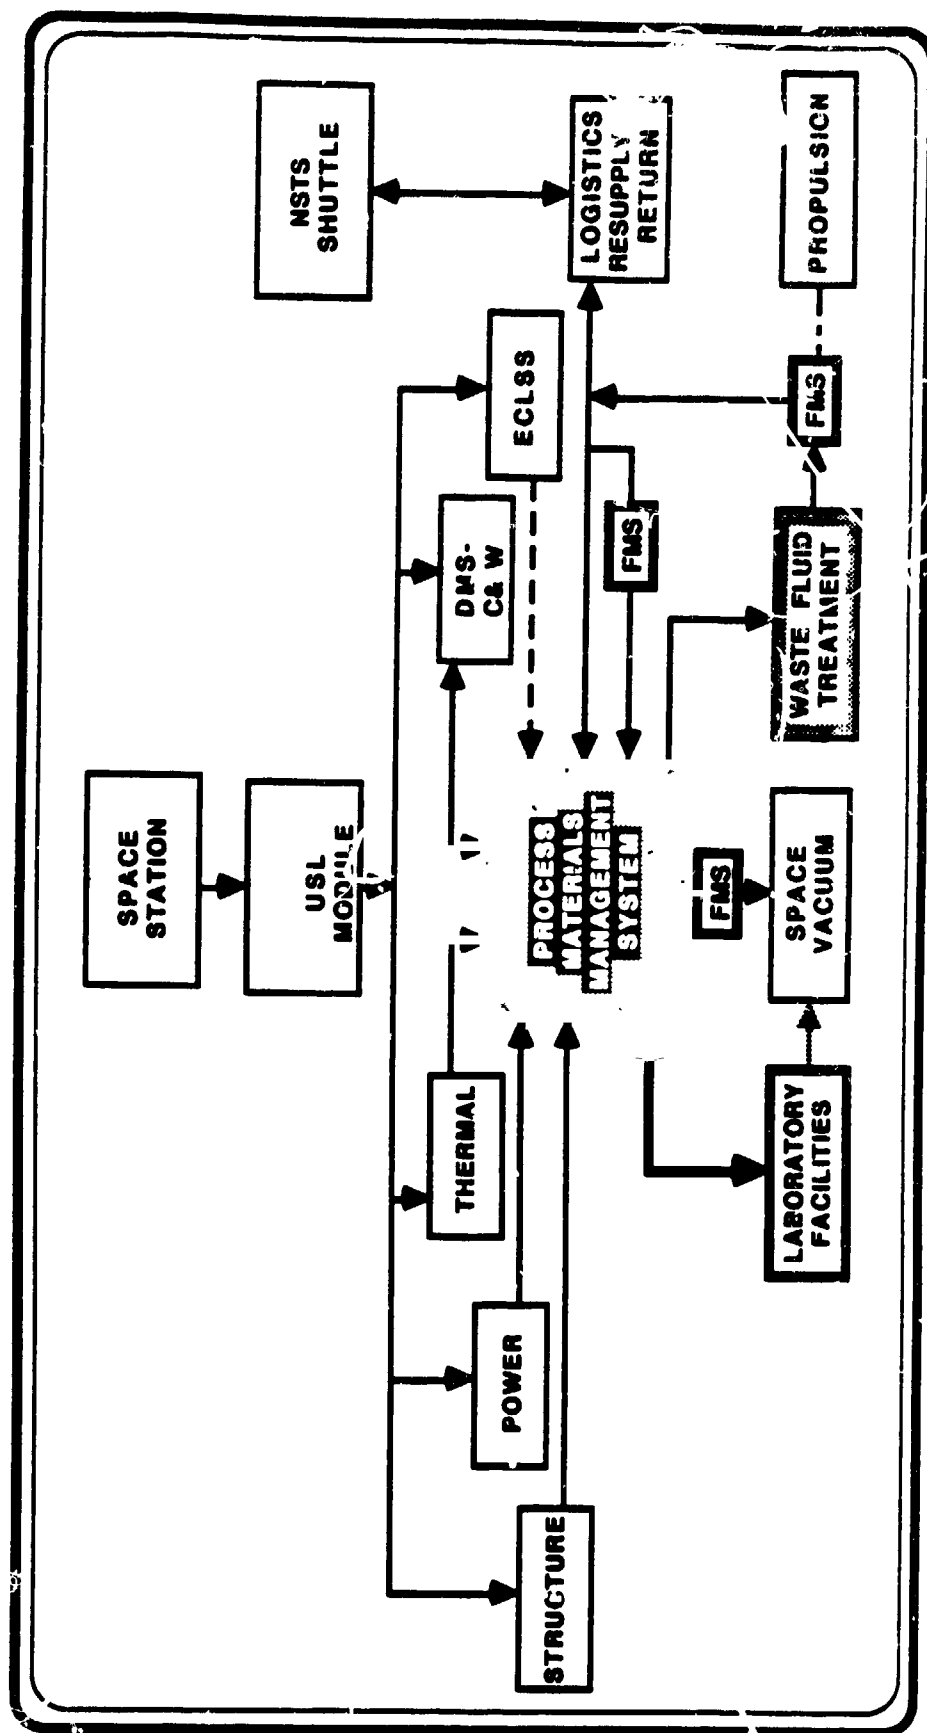 SPACE
STATION
USL
MODULE
NSTS
SHUTTLE
STRUCTURE
POWER
THERMAL
DMS-
C& W
ECLSS
LOGISTICS
RESUPPLY
RETURN
PROCESS
MATERIALS
MANAGEMENT
SYSTEM
FMS
LABORATORY
FACILITIES
FMS
SPACE
VACUUM
WASTE FLUID
TREATMENT
FMS
PROPULSION